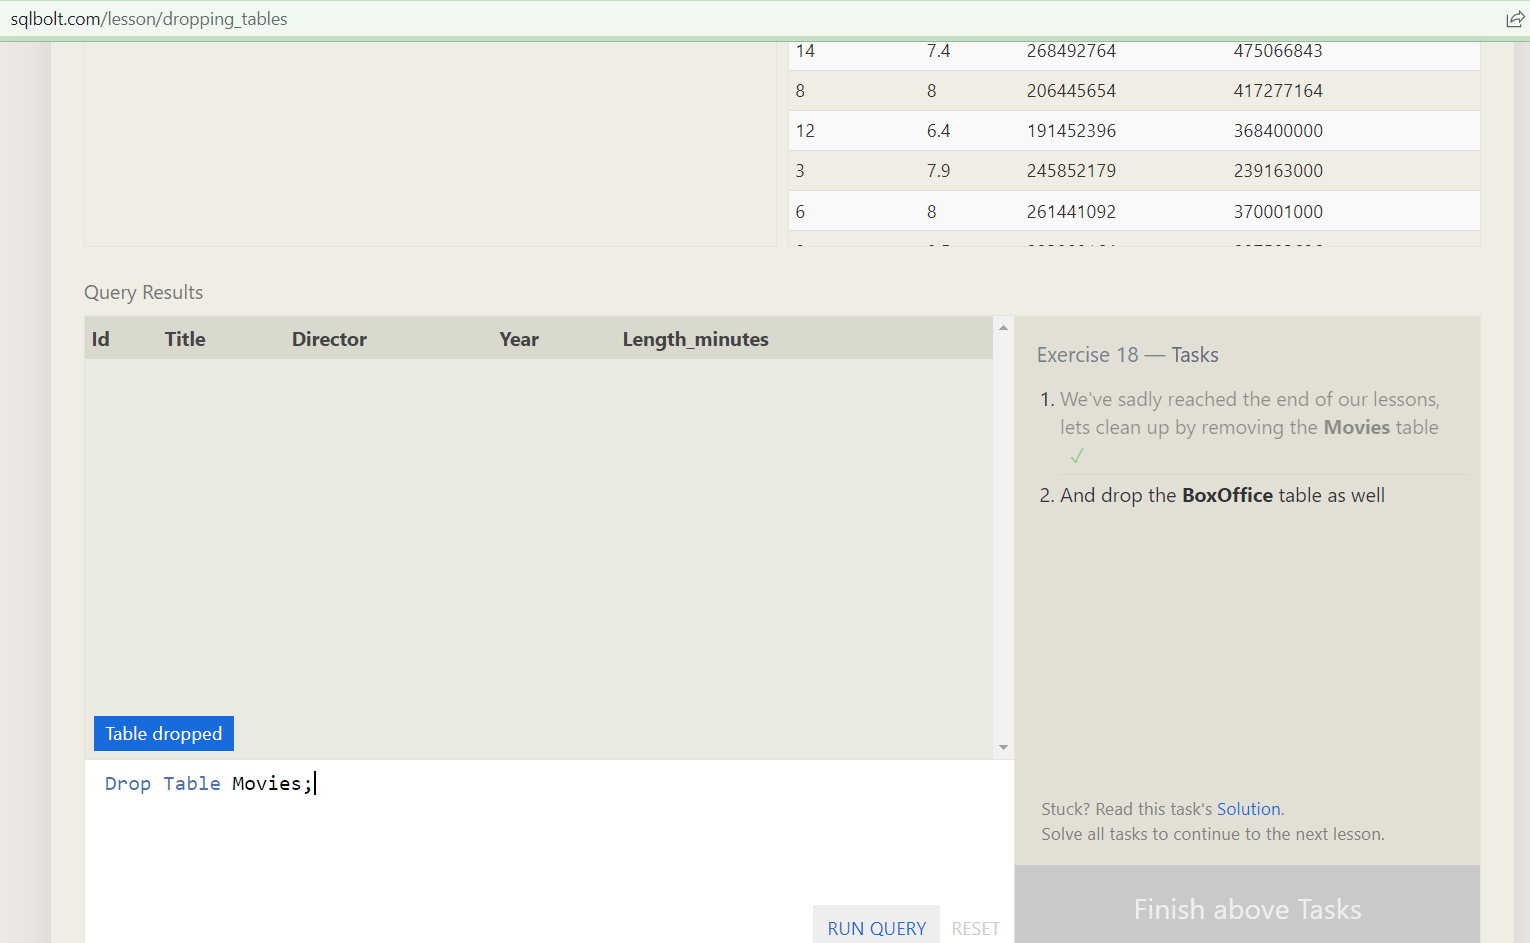 sqlbolt.com/lesson/dropping_tables
14 7.4 268492764 475066843
8 8 206445654 417277164
12 6.4 191452396 368400000
3 7.9 245852179 239163000
6 8 261441092 370001000
Query Results
Id Title Director Year Length_minutes
Table dropped
Drop Table Movies;
RUN QUERY RESET
Exercise 18 — Tasks
1. We've sadly reached the end of our lessons,
lets clean up by removing the Movies table
✓
2. And drop the BoxOffice table as well
Stuck? Read this task's Solution.
Solve all tasks to continue to the next lesson.
Finish above Tasks